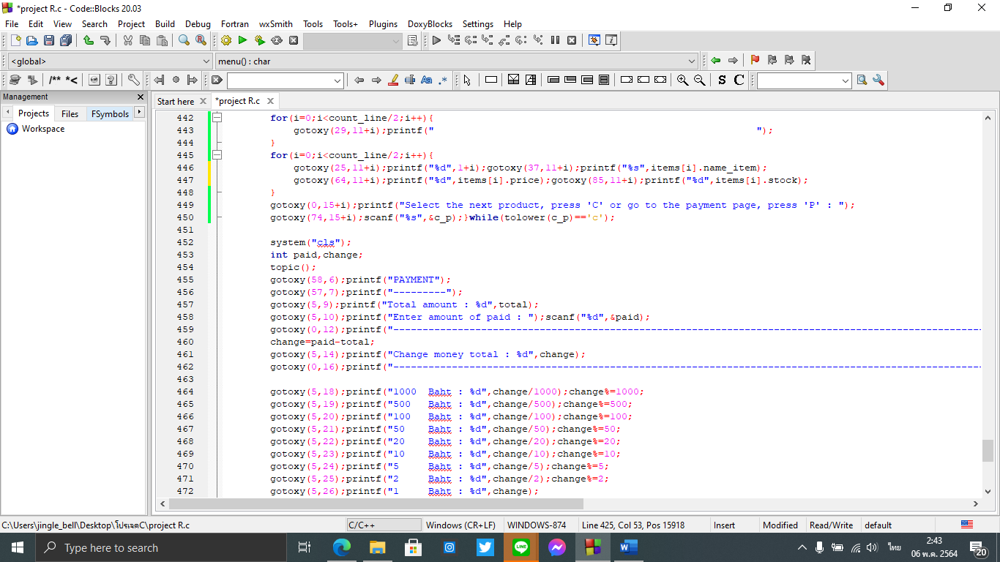 *project R.c - Code::Blocks 20.03
File Edit View Search Project Build Debug Fortran wxSmith Tools Tools+ Plugins DoxyBlocks Settings Help
<global> menu() : char
/** *<
Aa .* S C
Management
Start here *project R.c
Projects Files FSymbols
Workspace
442 for(i=0;i<count_line/2;i++){
443 gotoxy(29,11+i);printf("                                                       ");
444 }
445 for(i=0;i<count_line/2;i++){
446 gotoxy(25,11+i);printf("%d",1+i);gotoxy(37,11+i);printf("%s",items[i].name_item);
447 gotoxy(64,11+i);printf("%d",items[i].price);gotoxy(85,11+i);printf("%d",items[i].stock);
448 }
449 gotoxy(0,15+i);printf("Select the next product, press 'C' or go to the payment page, press 'P' : ");
450 gotoxy(74,15+i);scanf("%s",&c_p);}while(tolower(c_p)=='c');
451
452 system("cls");
453 int paid,change;
454 topic();
455 gotoxy(58,6);printf("PAYMENT");
456 gotoxy(57,7);printf("---------");
457 gotoxy(5,9);printf("Total amount : %d",total);
458 gotoxy(5,10);printf("Enter amount of paid : ");scanf("%d",&paid);
459 gotoxy(0,12);printf("----------------------------------------------------------------------------------------------------
460 change=paid-total;
461 gotoxy(5,14);printf("Change money total : %d",change);
462 gotoxy(0,16);printf("----------------------------------------------------------------------------------------------------
463
464 gotoxy(5,18);printf("1000  Baht : %d",change/1000);change%=1000;
465 gotoxy(5,19);printf("500   Baht : %d",change/500);change%=500;
466 gotoxy(5,20);printf("100   Baht : %d",change/100);change%=100;
467 gotoxy(5,21);printf("50    Baht : %d",change/50);change%=50;
468 gotoxy(5,22);printf("20    Baht : %d",change/20);change%=20;
469 gotoxy(5,23);printf("10    Baht : %d",change/10);change%=10;
470 gotoxy(5,24);printf("5     Baht : %d",change/5);change%=5;
471 gotoxy(5,25);printf("2     Baht : %d",change/2);change%=2;
472 gotoxy(5,26);printf("1     Baht : %d",change);
C:\Users\jingle_bell\Desktop\โปรเจคC\project R.c C/C++ Windows (CR+LF) WINDOWS-874 Line 425, Col 53, Pos 15918 Insert Modified Read/Write default
Type here to search
ไทย
2:43
06 พ.ค. 2564
20